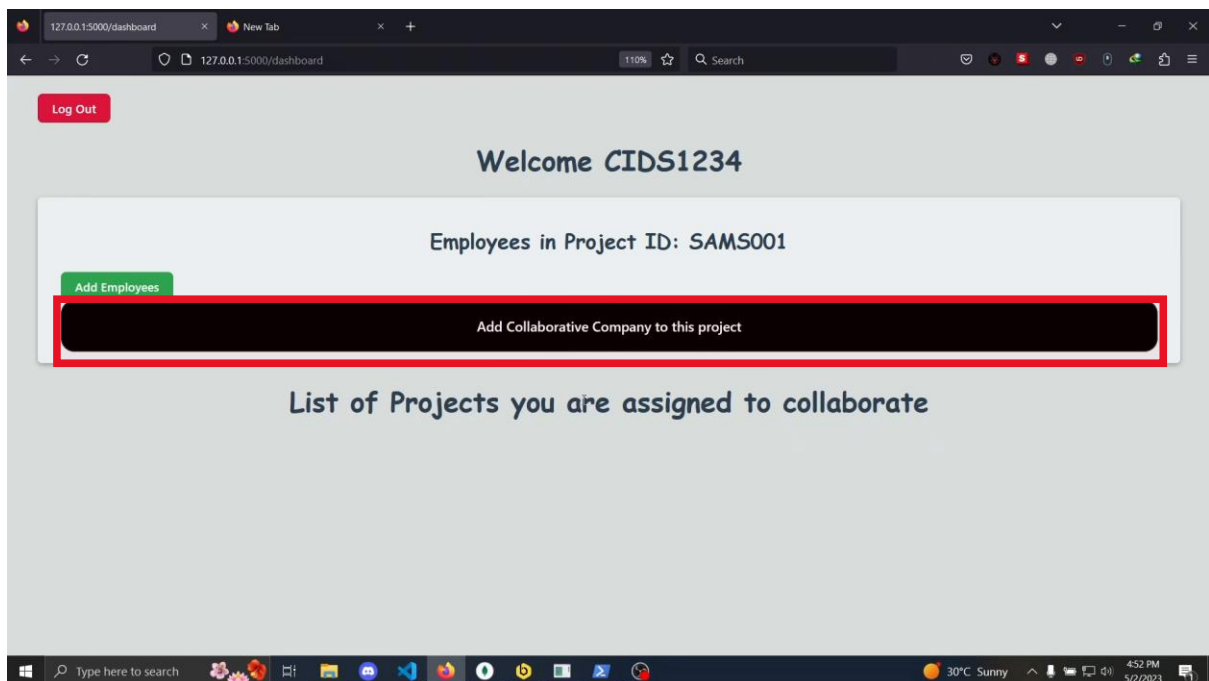 127.0.0.1:5000/dashboard
New Tab
127.0.0.1:5000/dashboard
110%
Search
Log Out
Welcome CIDS1234
Employees in Project ID: SAMS001
Add Employees
Add Collaborative Company to this project
List of Projects you are assigned to collaborate
Type here to search
30°C Sunny
4:52 PM
5/2/2023